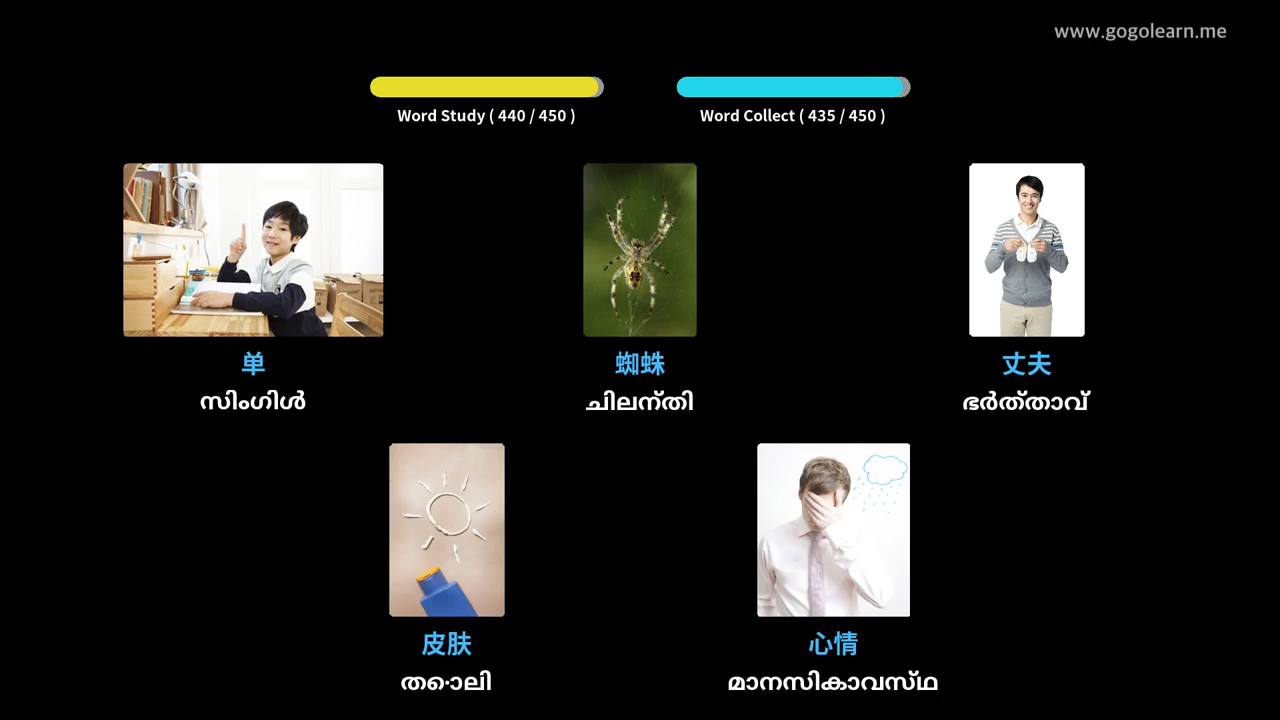 www.gogolearn.me
Word Study ( 440 / 450 )
Word Collect ( 435 / 450 )
单
സിംഗിൾ
蜘蛛
ചിലന്തി
丈夫
ഭർത്താവ്
皮肤
തൊലി
心情
മാനസികാവസ്ഥ